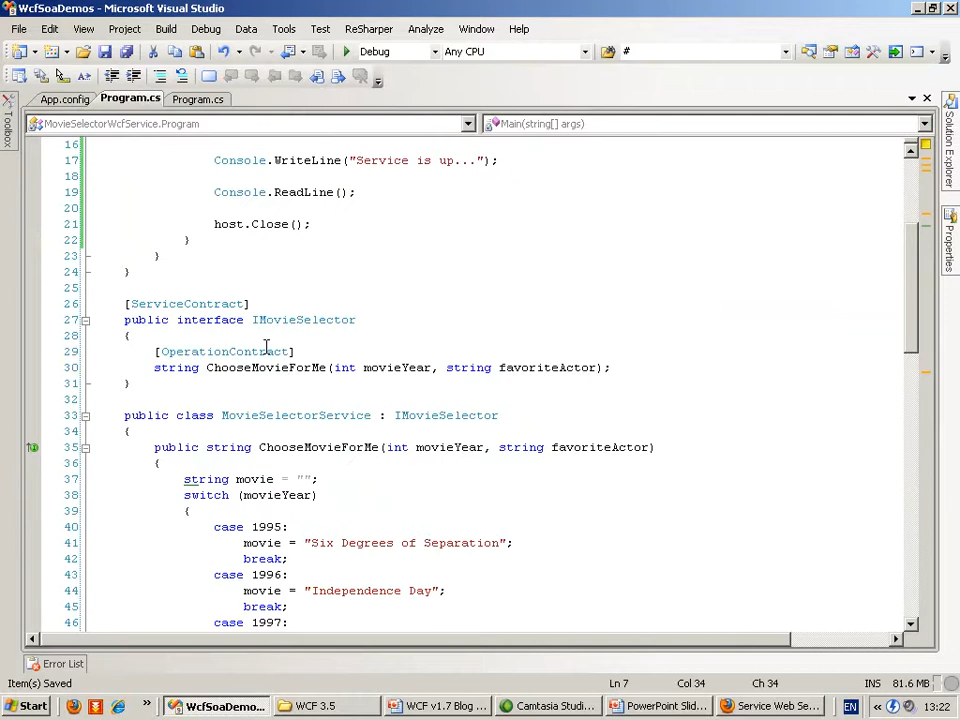 WcfSoaDemos - Microsoft Visual Studio
File Edit View Project Build Debug Data Tools Test ReSharper Analyze Window Help
Debug Any CPU #
App.config Program.cs Program.cs
MovieSelectorWcfService.Program Main(string[] args)
Toolbox
Solution Explorer
Properties
16
17 Console.WriteLine("Service is up...");
18
19 Console.ReadLine();
20
21 host.Close();
22 }
23 }
24 }
25
26 [ServiceContract]
27 public interface IMovieSelector
28 {
29 [OperationContract]
30 string ChooseMovieForMe(int movieYear, string favoriteActor);
31 }
32
33 public class MovieSelectorService : IMovieSelector
34 {
35 public string ChooseMovieForMe(int movieYear, string favoriteActor)
36 {
37 string movie = "";
38 switch (movieYear)
39 {
40 case 1995:
41 movie = "Six Degrees of Separation";
42 break;
43 case 1996:
44 movie = "Independence Day";
45 break;
46 case 1997:
Error List
Item(s) Saved Ln 7 Col 34 Ch 34 INS 81.6 MB
Start WcfSoaDemo... WCF 3.5 WCF v1.7 Blog ... Camtasia Studi... PowerPoint Slid... Service Web Se... EN 13:22